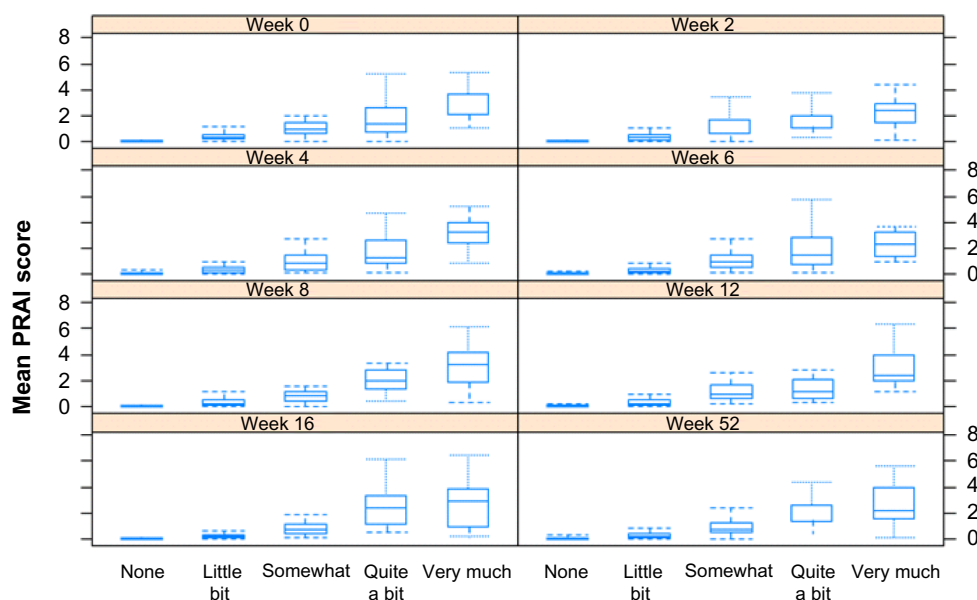 Mean PRAI score
Week 0
Week 2
8
6
4
2
0
Week 4
Week 6
8
6
4
2
0
Week 8
Week 12
8
6
4
2
0
Week 16
Week 52
8
6
4
2
0
None
Little
bit
Somewhat
Quite
a bit
Very much
None
Little
bit
Somewhat
Quite
a bit
Very much